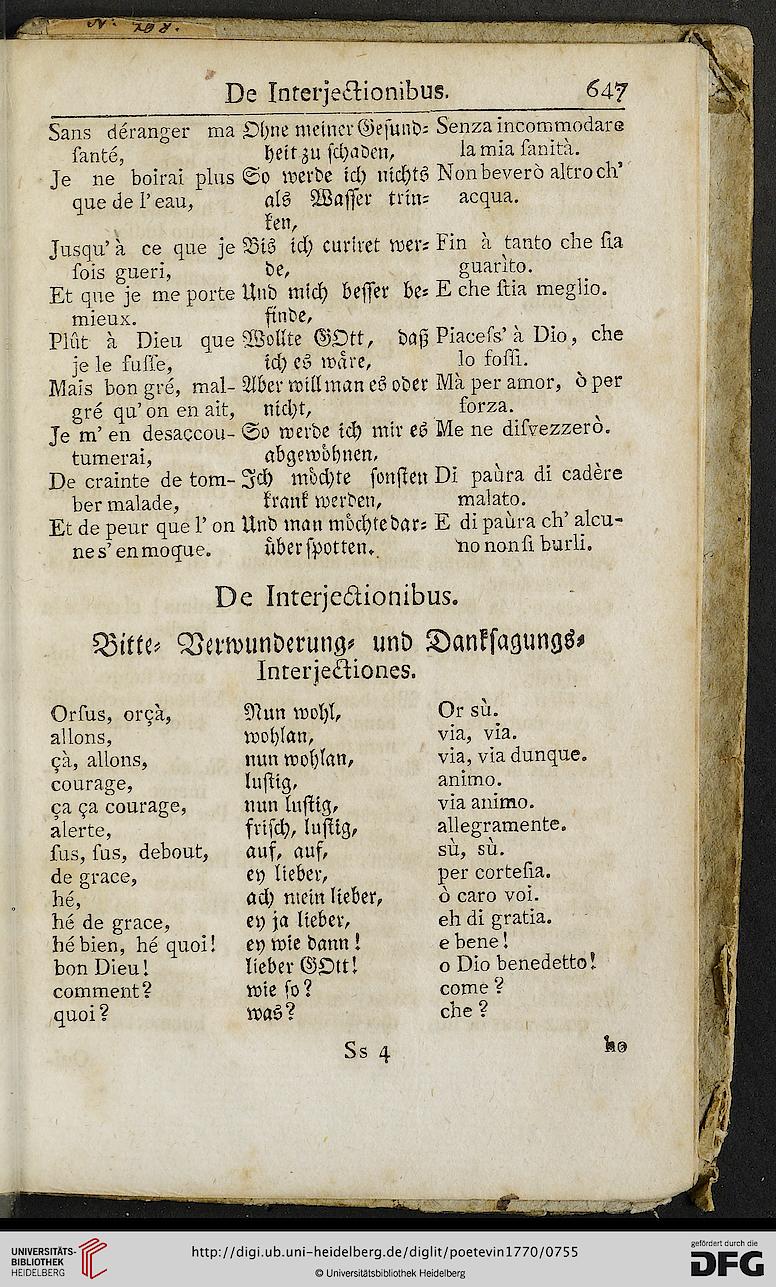 De Interjectionibus. 647
Sans déranger ma Ohne meiner Gesund= Senza incommodare
ſanté, heit zu ſchaden, la mia ſanità.
Je ne boirai plus So werde ich nichts Non beverò altro ch'
que de l'eau, als Waſſer trin= acqua.
ken,
Jusqu'à ce que je Bis ich curiret wer= Fin à tanto che ſia
ſois gueri, de, guarìto.
Et que je me porte Und mich beſſer be= E che ſtia meglio.
mieux. finde,
Plût à Dieu que Wollte GOtt, daß Piaceſs' à Dio, che
je le fuſſe, ich es wäre, lo foſſi.
Mais bon gré, mal- Aber will man es oder Mà per amor, ò per
gré qu'on en ait, nicht, forza.
Je m'en desaccou- So werde ich mir es Me ne diſvezzerò.
tumerai, abgewöhnen,
De crainte de tom- Ich möchte ſonſten Di paùra di cadère
ber malade, krank werden, malato.
Et de peur que l'on Und man möchte dar= E di paùra ch' alcu-
ne s'en moque. über ſpotten. no non ſi burli.
De Interjectionibus.
Bitte= Verwunderung= und Dankſagungs=
Interjectiones.
Orſus, orçà, Nun wohl, Or sù.
allons, wohlan, via, via.
çà, allons, nun wohlan, via, via dunque.
courage, luſtig, animo.
ça ça courage, nun luſtig, via animo.
alerte, friſch, luſtig, allegramente.
ſus, ſus, debout, auf, auf, sù, sù.
de grace, ey lieber, per corteſia.
hé, ach mein lieber, ò caro voi.
hé de grace, ey ja lieber, eh di gratia.
hé bien, hé quoi! ey wie dann! e bene!
bon Dieu! lieber GOtt! o Dio benedetto!
comment? wie ſo? come?
quoi? was? che?
Ss 4 ho
UNIVERSITÄTS-
BIBLIOTHEK
HEIDELBERG
http://digi.ub.uni-heidelberg.de/diglit/poetevin1770/0755
© Universitätsbibliothek Heidelberg
gefördert durch die
DFG